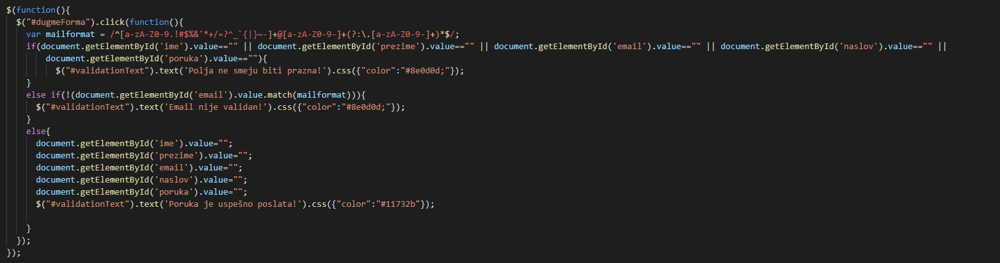 $(function(){
$("#dugmeForma").click(function(){
var mailformat = /^[a-zA-Z0-9.!#$%&'*+/=?^_`{|}~-]+@[a-zA-Z0-9-]+(?:\.[a-zA-Z0-9-]+)*$/;
if(document.getElementById('ime').value=="" || document.getElementById('prezime').value=="" || document.getElementById('email').value=="" || document.getElementById('naslov').value=="" ||
document.getElementById('poruka').value==""){
$("#validationText").text('Polja ne smeju biti prazna!').css({"color":"#8e0d0d;"});
}
else if(!(document.getElementById('email').value.match(mailformat))){
$("#validationText").text('Email nije validan!').css({"color":"#8e0d0d;"});
}
else{
document.getElementById('ime').value="";
document.getElementById('prezime').value="";
document.getElementById('email').value="";
document.getElementById('naslov').value="";
document.getElementById('poruka').value="";
$("#validationText").text('Poruka je uspešno poslata!').css({"color":"#11732b"});
}
});
});